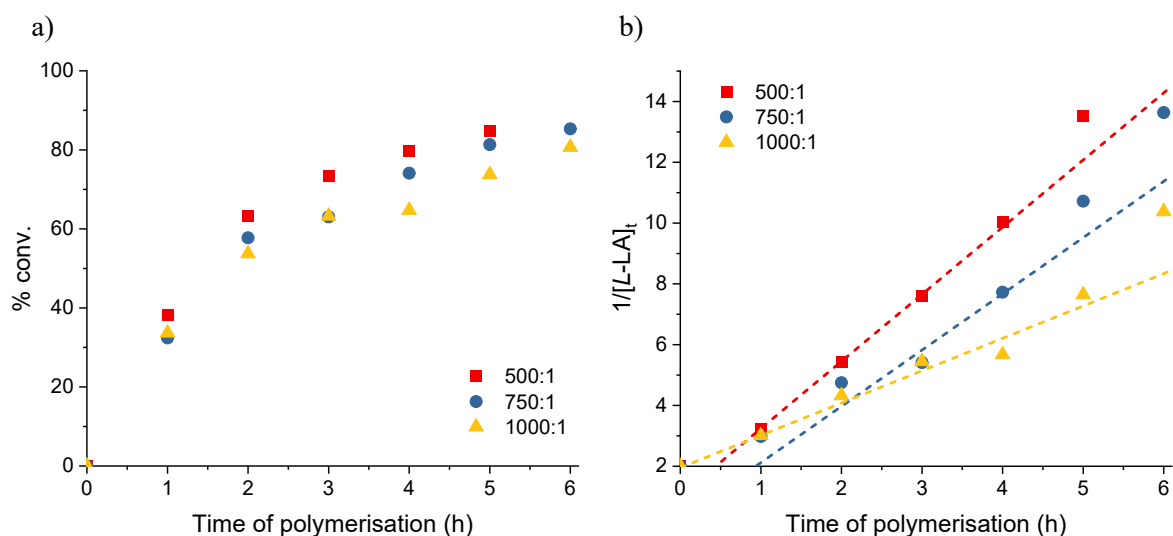 a)
100
80
60
40
20
0
% conv.
500:1
750:1
1000:1
0 1 2 3 4 5 6
Time of polymerisation (h)
b)
14
12
10
8
6
4
2
1/[L-LA]t
500:1
750:1
1000:1
0 1 2 3 4 5 6
Time of polymerisation (h)